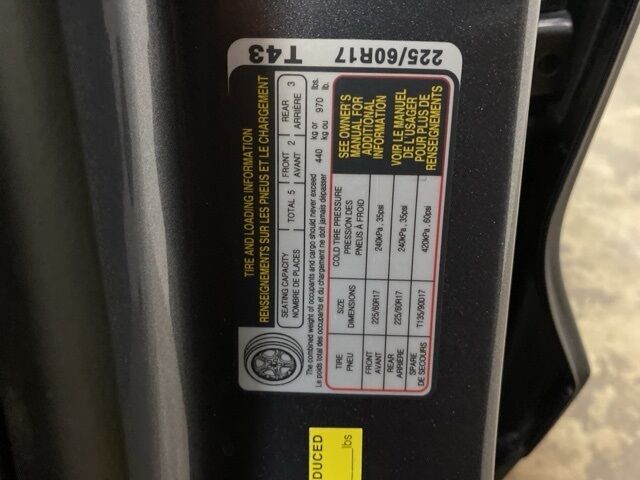 TIRE AND LOADING INFORMATION
RENSEIGNEMENTS SUR LES PNEUS ET LE CHARGEMENT
SEATING CAPACITY
NOMBRE DE PLACES
TOTAL 5
FRONT 2
AVANT
REAR 3
ARRIÈRE
The combined weight of occupants and cargo should never exceed 440 kg or 970 lbs.
Le poids total des occupants et du chargement ne doit jamais dépasser kg ou lb.
TIRE SIZE COLD TIRE PRESSURE
PNEU DIMENSIONS PRESSION DES
PNEUS À FROID
FRONT
AVANT 225/60R17 240kPa , 35psi
REAR
ARRIÈRE 225/60R17 240kPa , 35psi
SPARE
DE SECOURS T135/90D17 420kPa , 60psi
SEE OWNER'S
MANUAL FOR
ADDITIONAL
INFORMATION
VOIR LE MANUEL
DE L'USAGER
POUR PLUS DE
RENSEIGNEMENTS
T43
225/60R17
DUCED
lbs